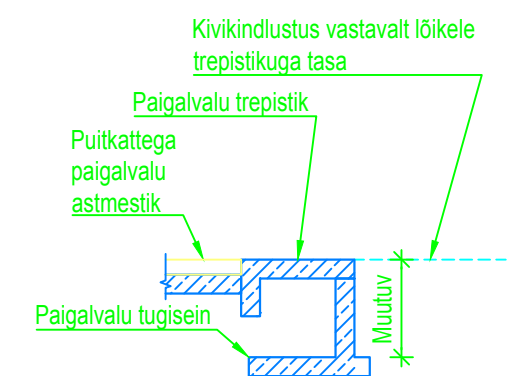 Kivikindlustus vastavalt lõikele
trepistikuga tasa
Paigalvalu trepistik
Puitkattega
paigalvalu
astmestik
Paigalvalu tugisein
Muutuv